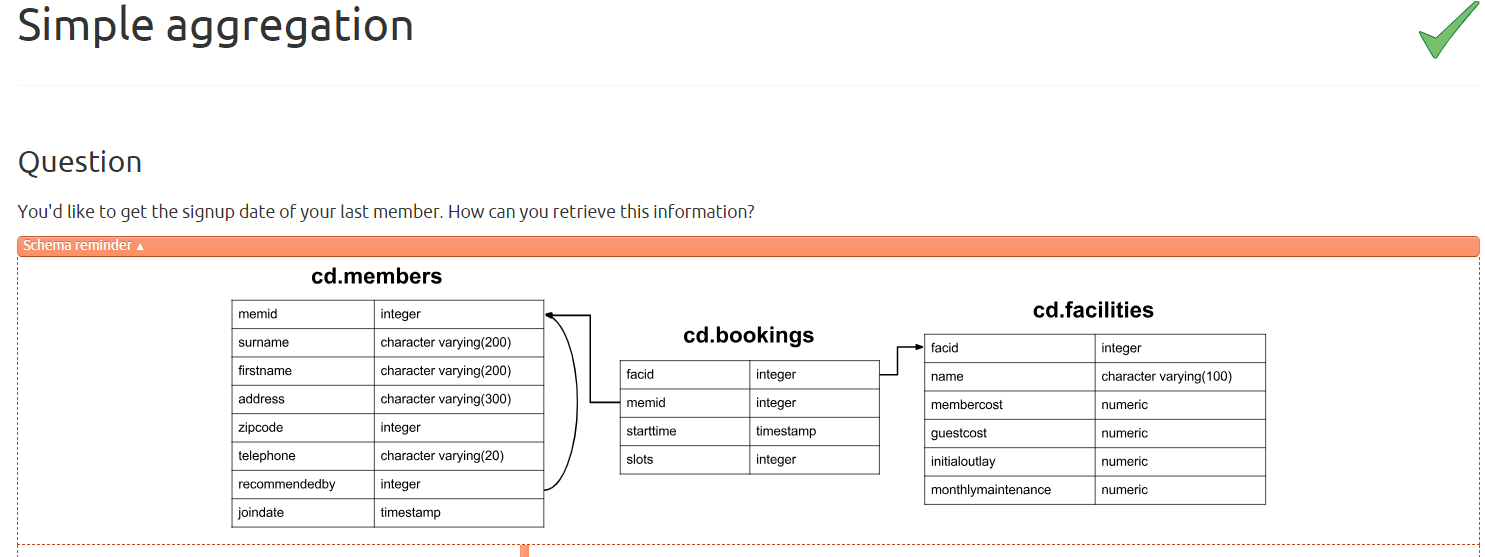 Simple aggregation
Question
You'd like to get the signup date of your last member. How can you retrieve this information?
Schema reminder ▲
cd.members
memid integer
surname character varying(200)
firstname character varying(200)
address character varying(300)
zipcode integer
telephone character varying(20)
recommendedby integer
joindate timestamp
cd.bookings
facid integer
memid integer
starttime timestamp
slots integer
cd.facilities
facid integer
name character varying(100)
membercost numeric
guestcost numeric
initialoutlay numeric
monthlymaintenance numeric